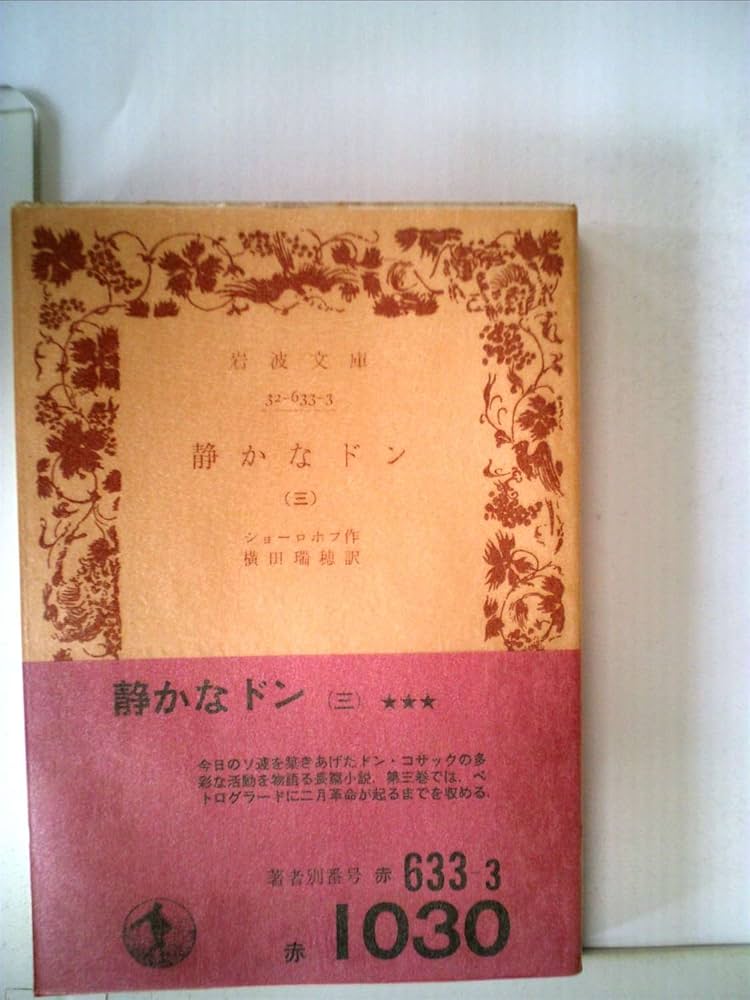 岩波文庫
32-633-3
静かなドン
(三)
ショーロホフ作
横田瑞穂訳
静かなドン (三) ★★★
今日のソ連を築きあげたドン・コサックの多
彩な活動を物語る長篇小説。第三巻では、ペ
トログラードに二月革命が起るまでを収める。
著者別番号 赤 633-3
赤 1030